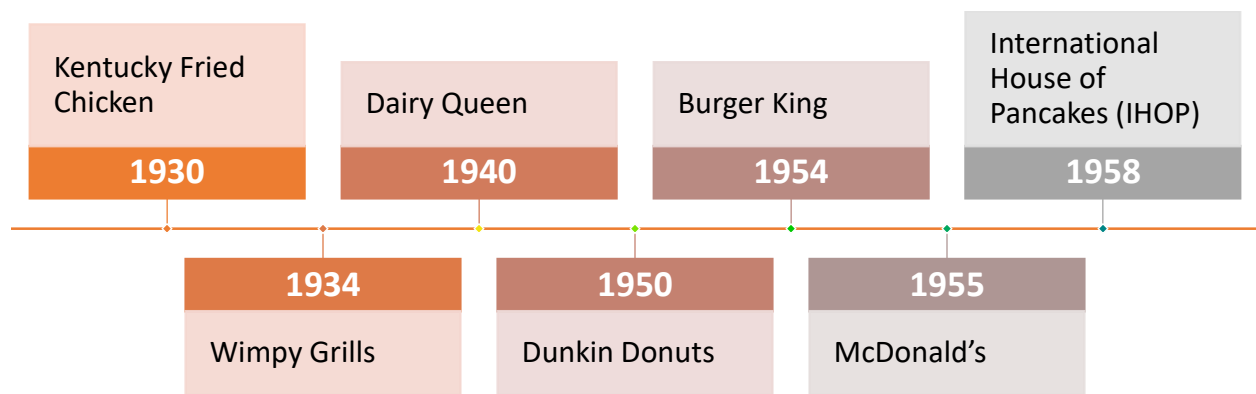 Kentucky Fried
Chicken
1930
1934
Wimpy Grills
Dairy Queen
1940
1950
Dunkin Donuts
Burger King
1954
1955
McDonald’s
International
House of
Pancakes (IHOP)
1958